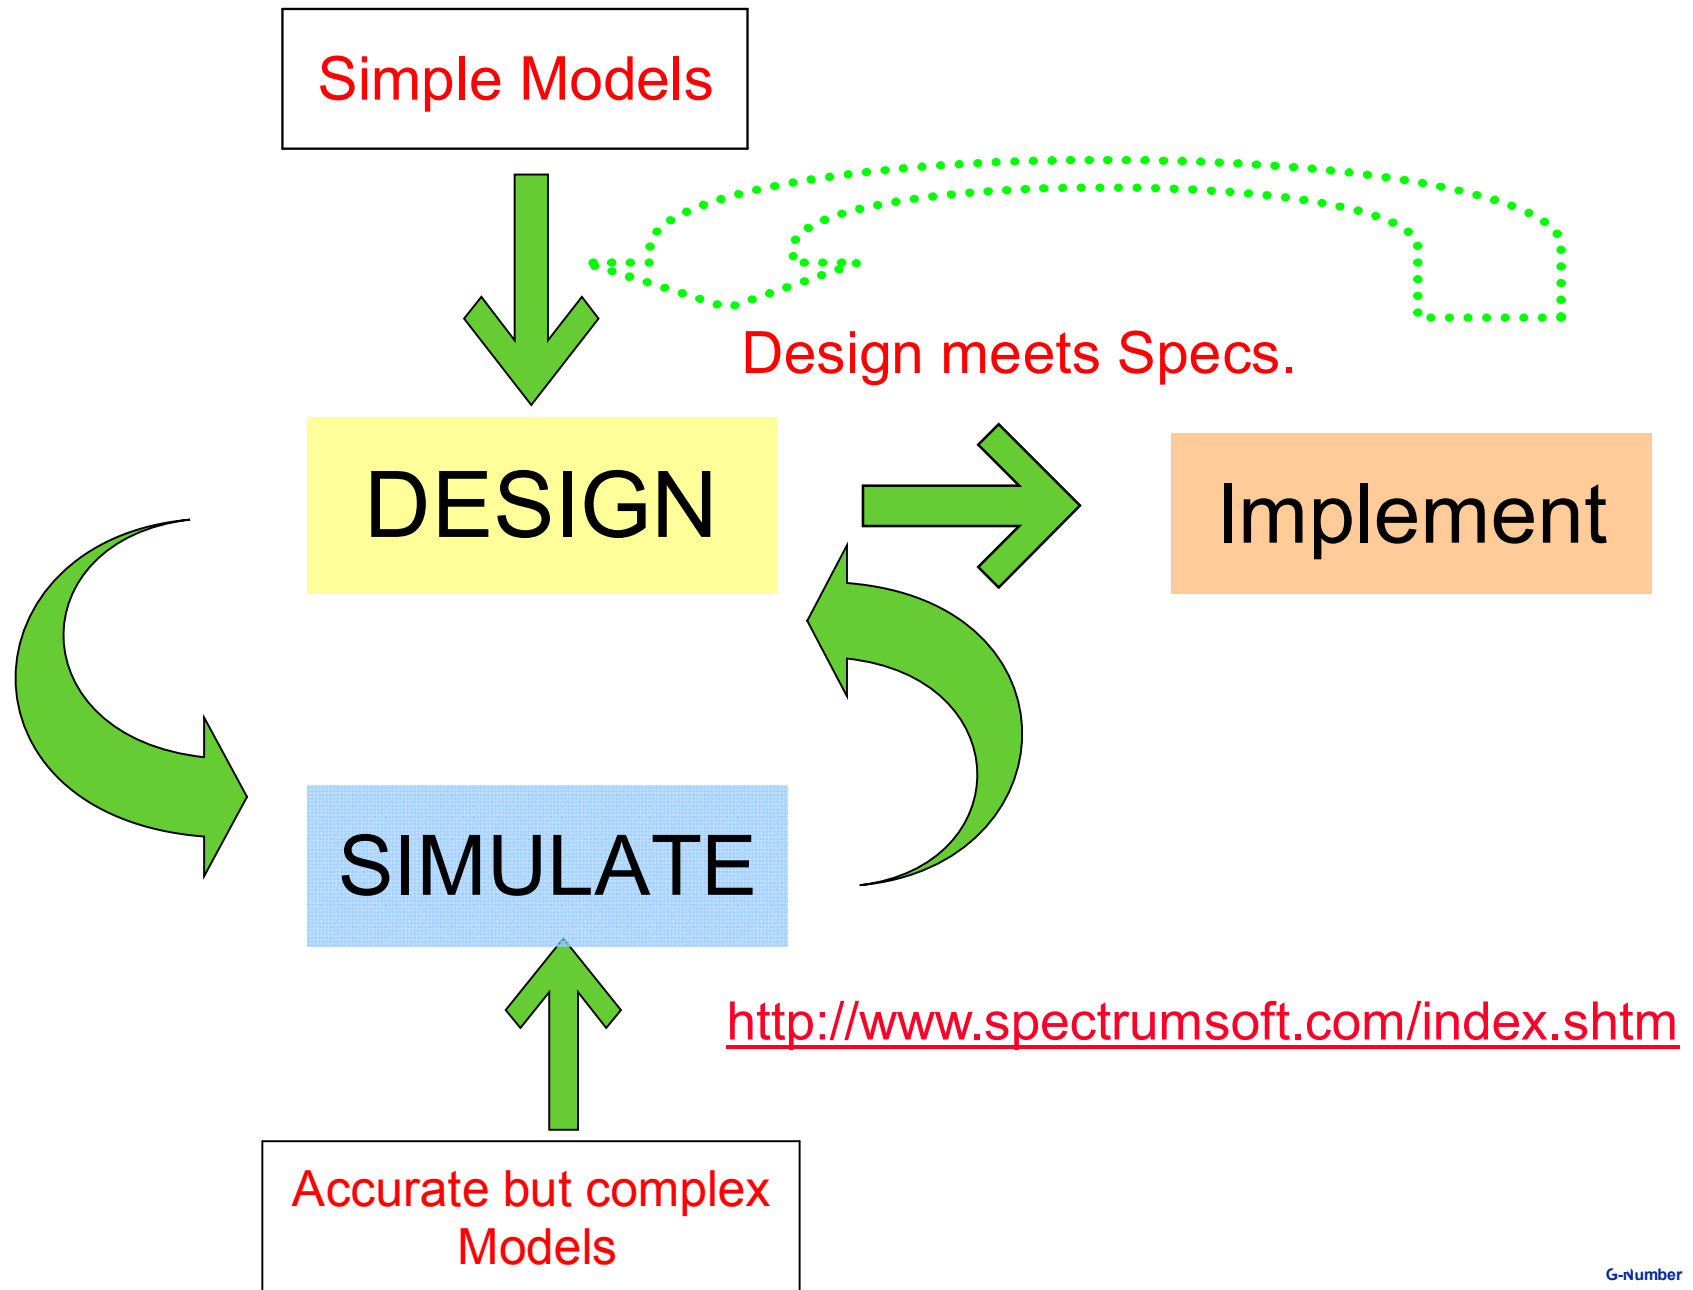 Simple Models
Design meets Specs.
DESIGN
Implement
SIMULATE
http://www.spectrumsoft.com/index.shtm
Accurate but complex
Models
G-Number